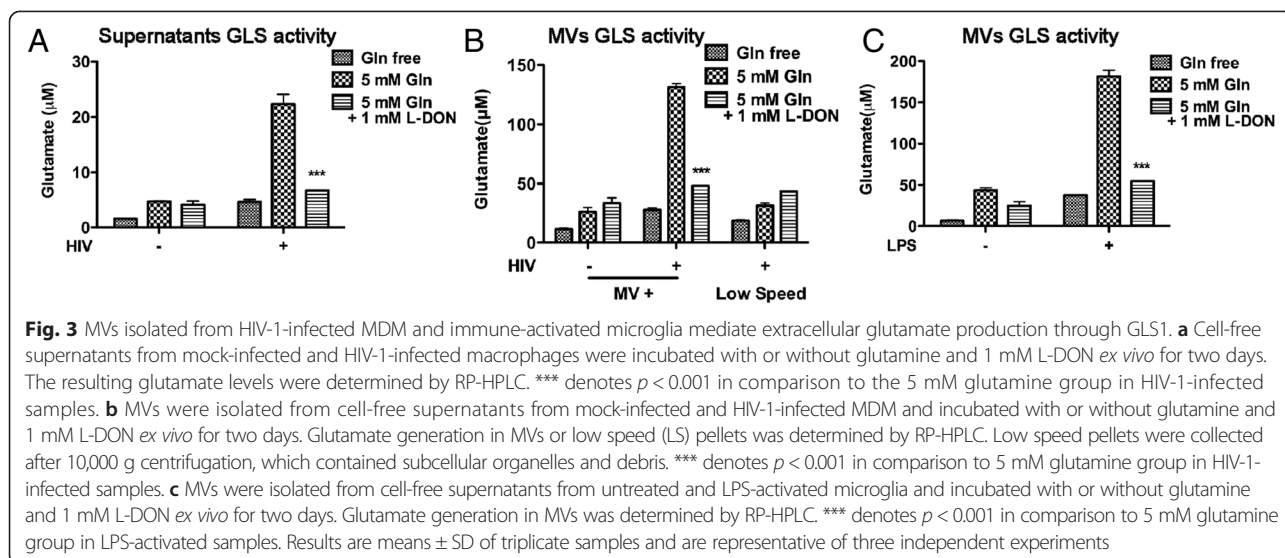 A
Supernatants GLS activity
Glutamate (μM)
30
20
10
0
Gln free
5 mM Gln
5 mM Gln
+ 1 mM L-DON
***
HIV - +
B
MVs GLS activity
Glutamate(μM)
150
100
50
0
Gln free
5 mM Gln
5 mM Gln
+ 1 mM L-DON
***
HIV - + +
MV + Low Speed
C
MVs GLS activity
Glutamate(μM)
200
150
100
50
0
Gln free
5 mM Gln
5 mM Gln
+ 1 mM L-DON
***
LPS - +
Fig. 3 MVs isolated from HIV-1-infected MDM and immune-activated microglia mediate extracellular glutamate production through GLS1. a Cell-free
supernatants from mock-infected and HIV-1-infected macrophages were incubated with or without glutamine and 1 mM L-DON ex vivo for two days.
The resulting glutamate levels were determined by RP-HPLC. *** denotes p < 0.001 in comparison to the 5 mM glutamine group in HIV-1-infected
samples. b MVs were isolated from cell-free supernatants from mock-infected and HIV-1-infected MDM and incubated with or without glutamine and
1 mM L-DON ex vivo for two days. Glutamate generation in MVs or low speed (LS) pellets was determined by RP-HPLC. Low speed pellets were collected
after 10,000 g centrifugation, which contained subcellular organelles and debris. *** denotes p < 0.001 in comparison to 5 mM glutamine group in HIV-1-
infected samples. c MVs were isolated from cell-free supernatants from untreated and LPS-activated microglia and incubated with or without glutamine
and 1 mM L-DON ex vivo for two days. Glutamate generation in MVs was determined by RP-HPLC. *** denotes p < 0.001 in comparison to 5 mM glutamine
group in LPS-activated samples. Results are means ± SD of triplicate samples and are representative of three independent experiments